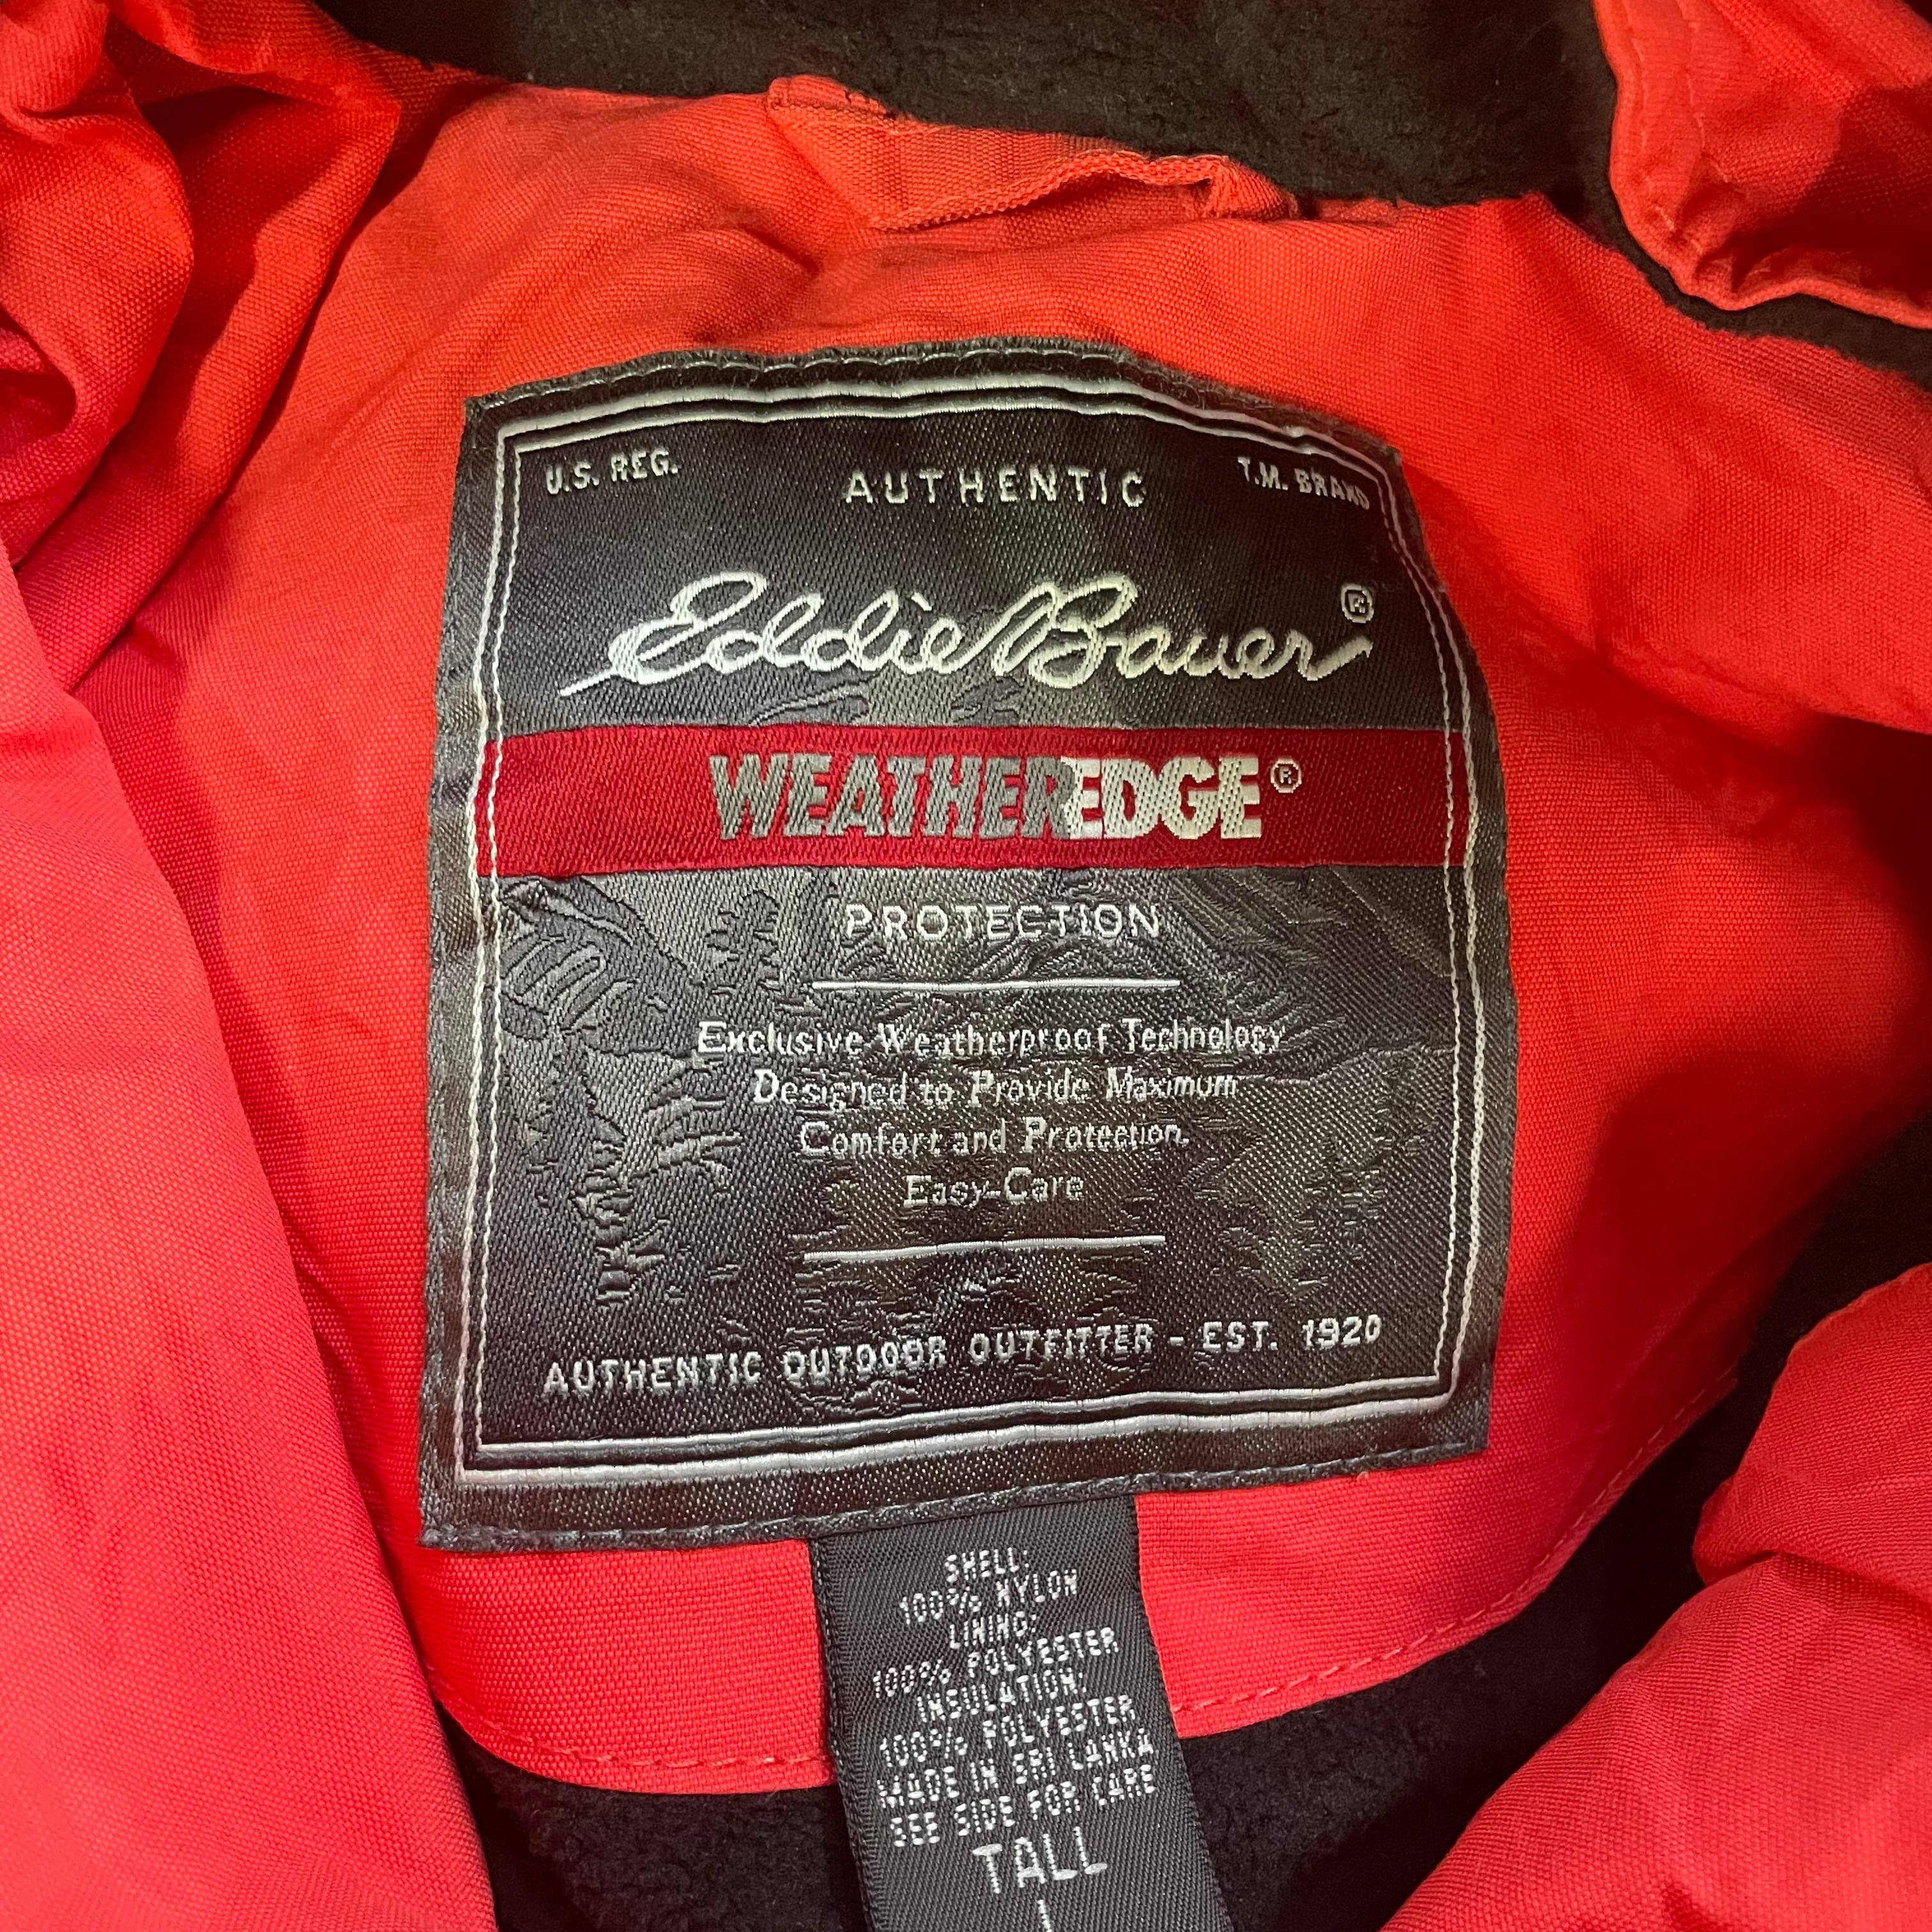 U.S. REG. AUTHENTIC T.M. BRAND
Eddie Bauer®
WEATHEREDGE®
PROTECTION
Exclusive Weatherproof Technology
Designed to Provide Maximum
Comfort and Protection.
Easy-Care
AUTHENTIC OUTDOOR OUTFITTER - EST. 1920
SHELL:
100% NYLON
LINING:
100% POLYESTER
INSULATION:
100% POLYESTER
MADE IN SRI LANKA
SEE SIDE FOR CARE
TALL